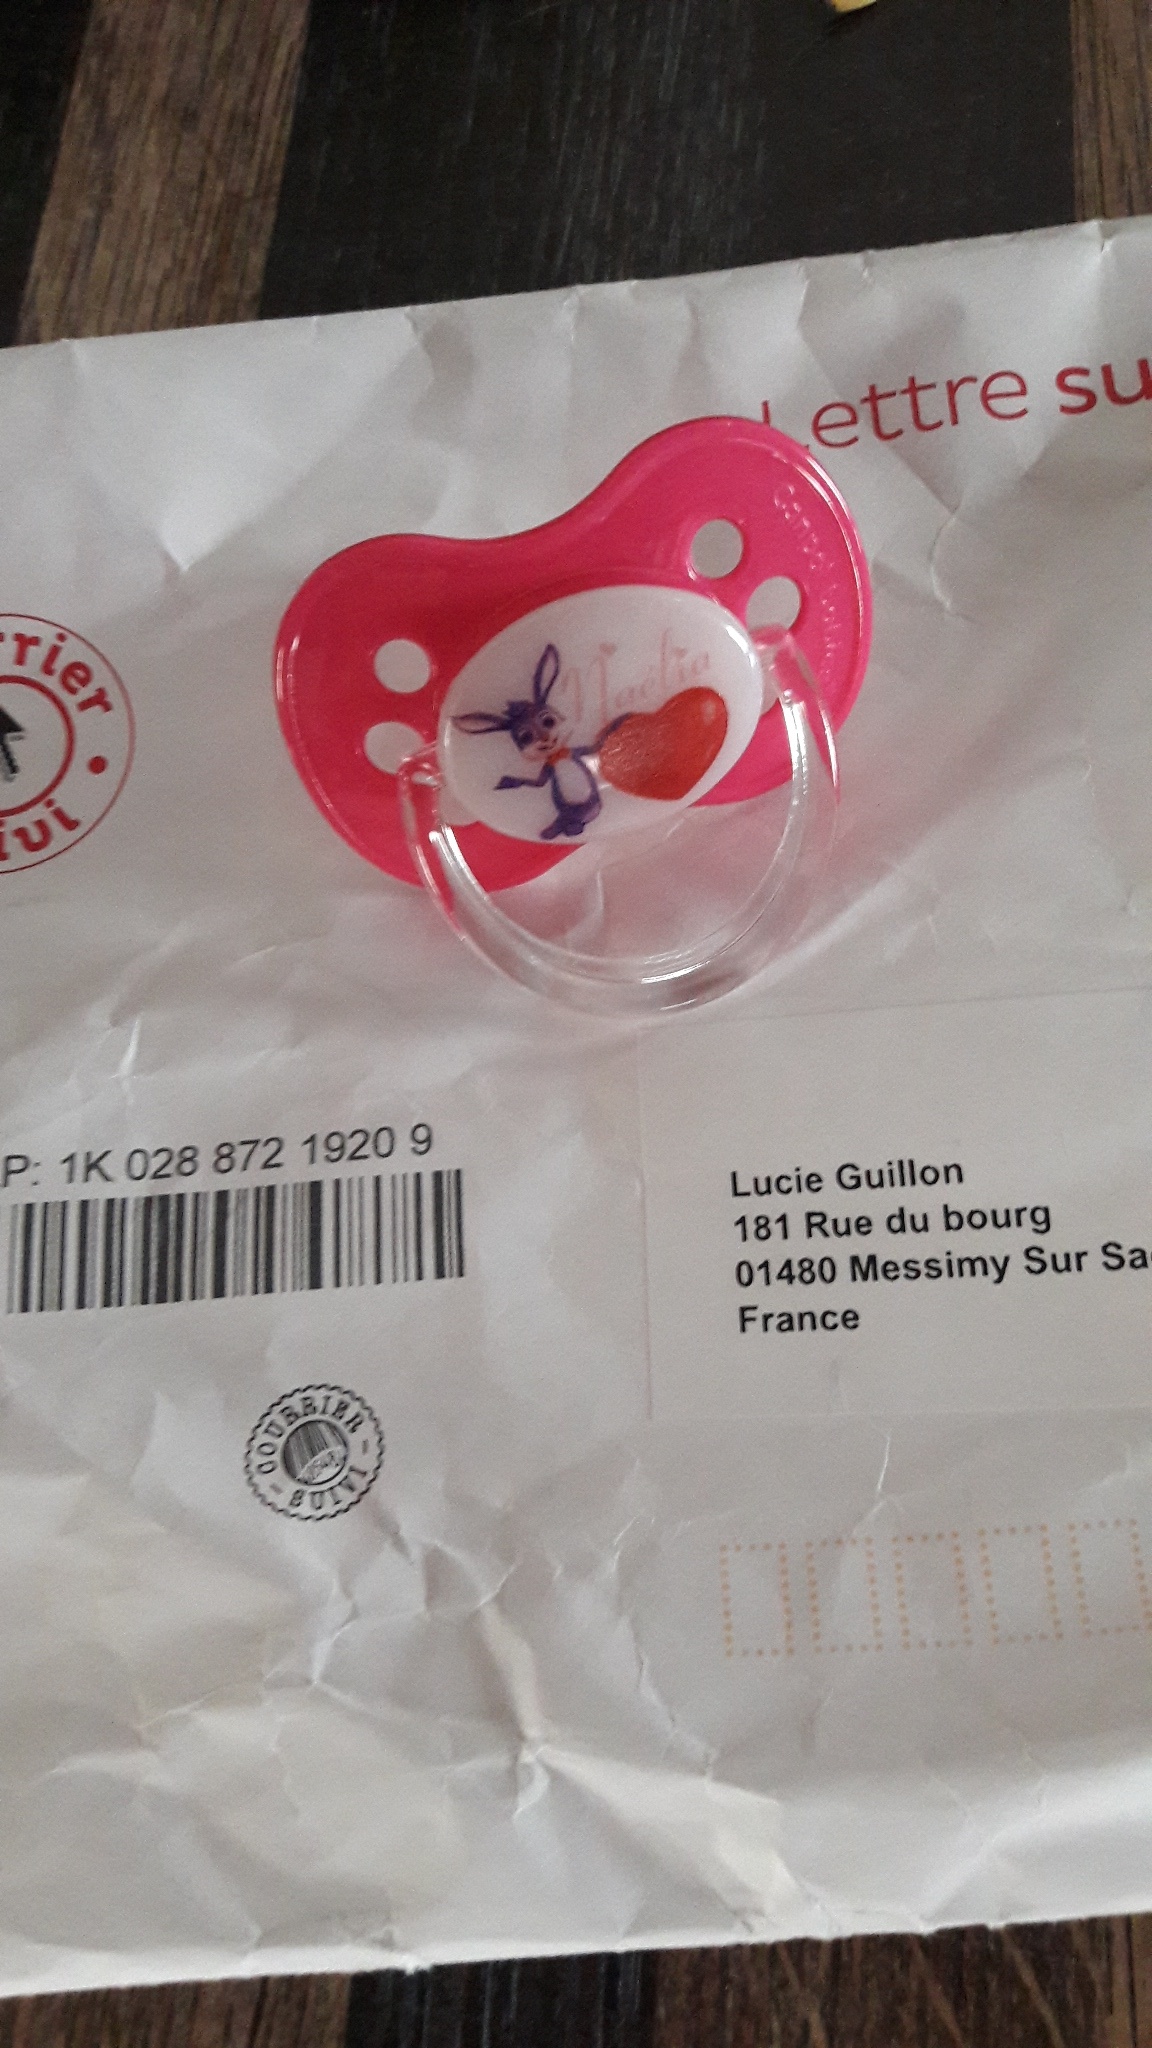 Lettre su
rrier
uivi
Naélia
P: 1K 028 872 1920 9
Lucie Guillon
181 Rue du bourg
01480 Messimy Sur Sa
France
COURRIER
SUIVI